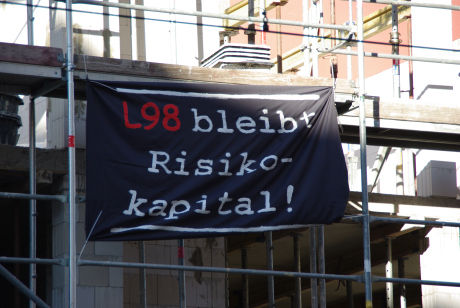 L98 bleibt
Risiko-
kapital!